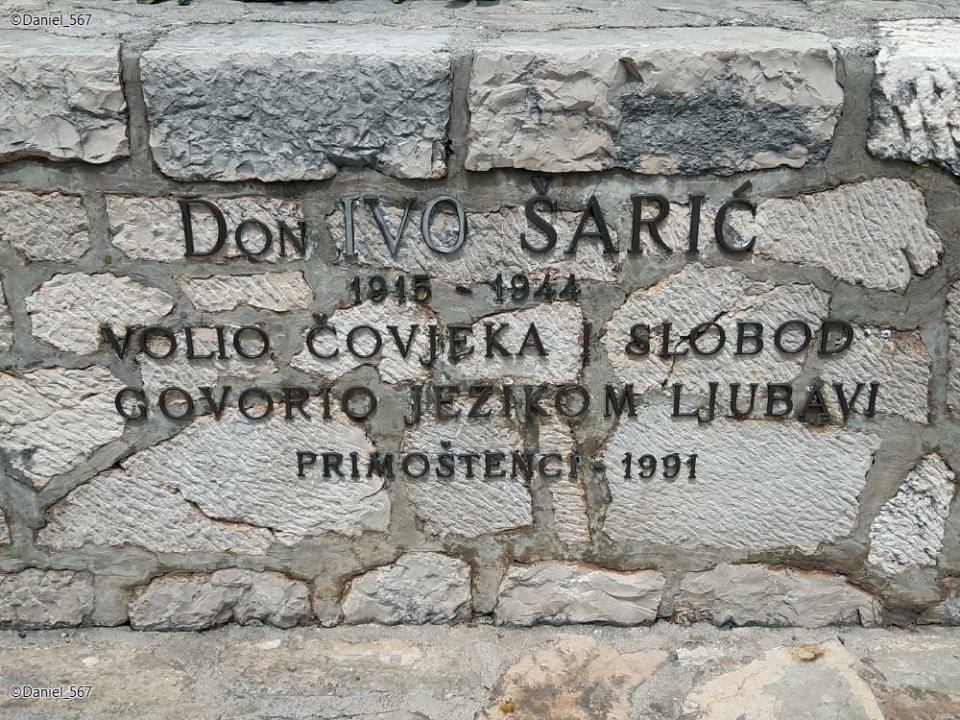 ©Daniel_567
DON IVO ŠARIĆ
1915 - 1944
VOLIO ČOVJEKA I SLOBOD
GOVORIO JEZIKOM LJUBAVI
PRIMOŠTENCI - 1991
©Daniel_567